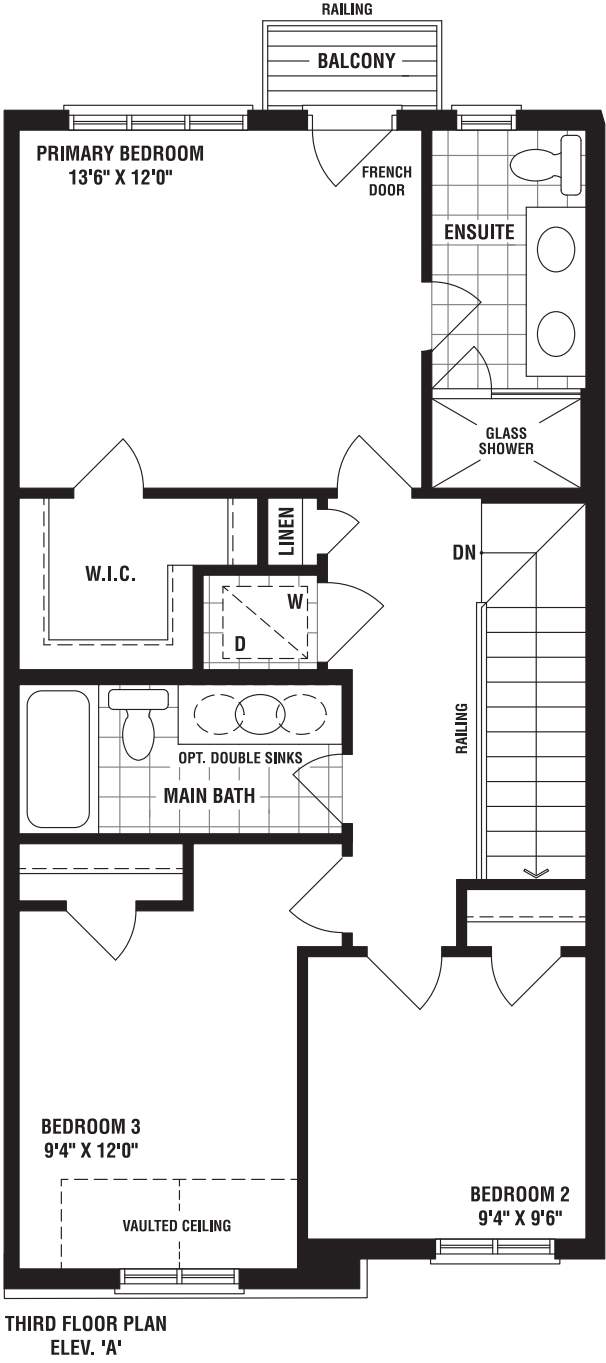 RAILING
BALCONY
PRIMARY BEDROOM
13'6" X 12'0"
FRENCH
DOOR
ENSUITE
GLASS
SHOWER
LINEN
DN
W.I.C.
W
D
RAILING
OPT. DOUBLE SINKS
MAIN BATH
BEDROOM 3
9'4" X 12'0"
BEDROOM 2
9'4" X 9'6"
VAULTED CEILING
THIRD FLOOR PLAN
ELEV. 'A'